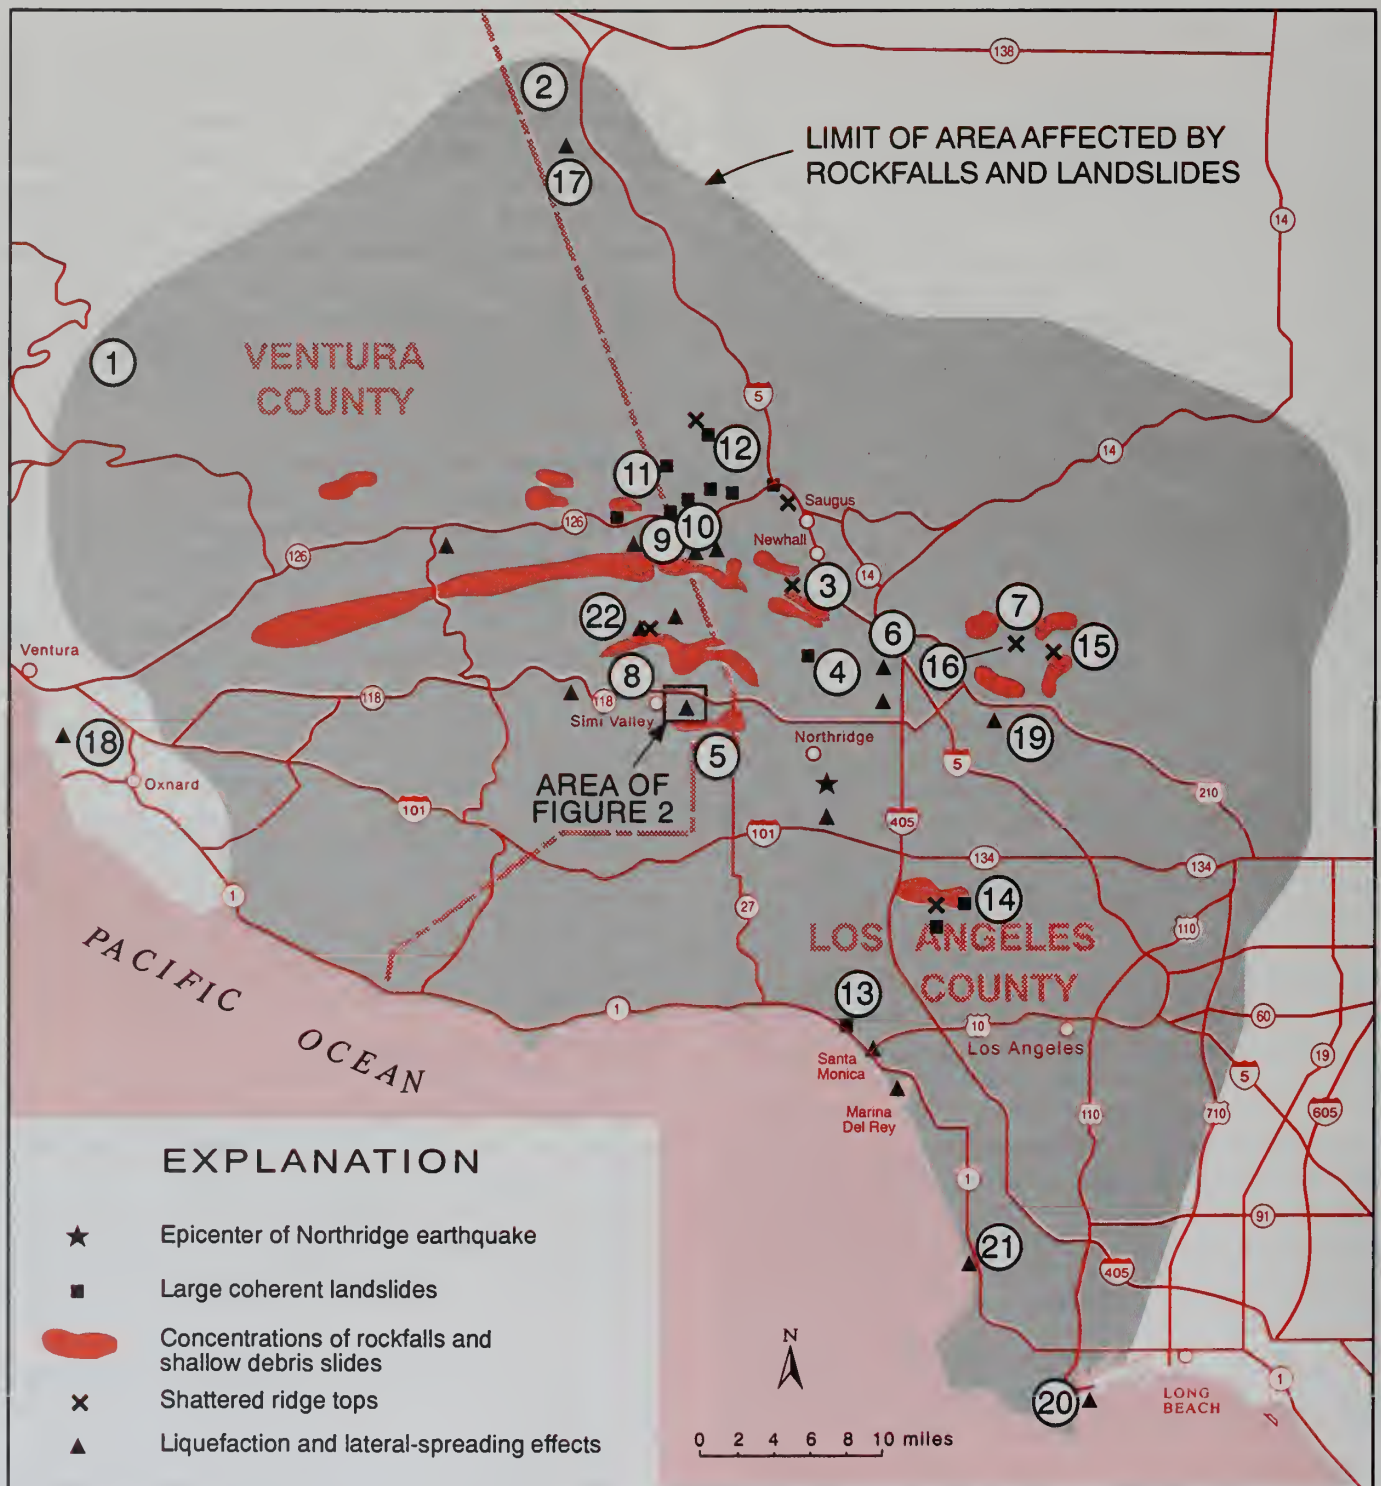 138
2
LIMIT OF AREA AFFECTED BY
ROCKFALLS AND LANDSLIDES
17
14
1
VENTURA
COUNTY
5
12
14
11
Saugus
126
10
9
Newhall
126
14
3
7
22
6
15
16
Ventura
4
8
118
118
Simi Valley
18
19
Northridge
5
5
AREA OF
FIGURE 2
Oxnard
210
101
405
101
134
134
1
27
14
110
LOS ANGELES
COUNTY
PACIFIC
OCEAN
13
1
10
60
Los Angeles
Santa
Monica
19
5
Marina
Del Rey
110
710
605
EXPLANATION
1
91
Epicenter of Northridge earthquake
21
405
Large coherent landslides
Concentrations of rockfalls and
shallow debris slides
N
1
Shattered ridge tops
20
LONG
BEACH
Liquefaction and lateral-spreading effects
0 2 4 6 8 10 miles